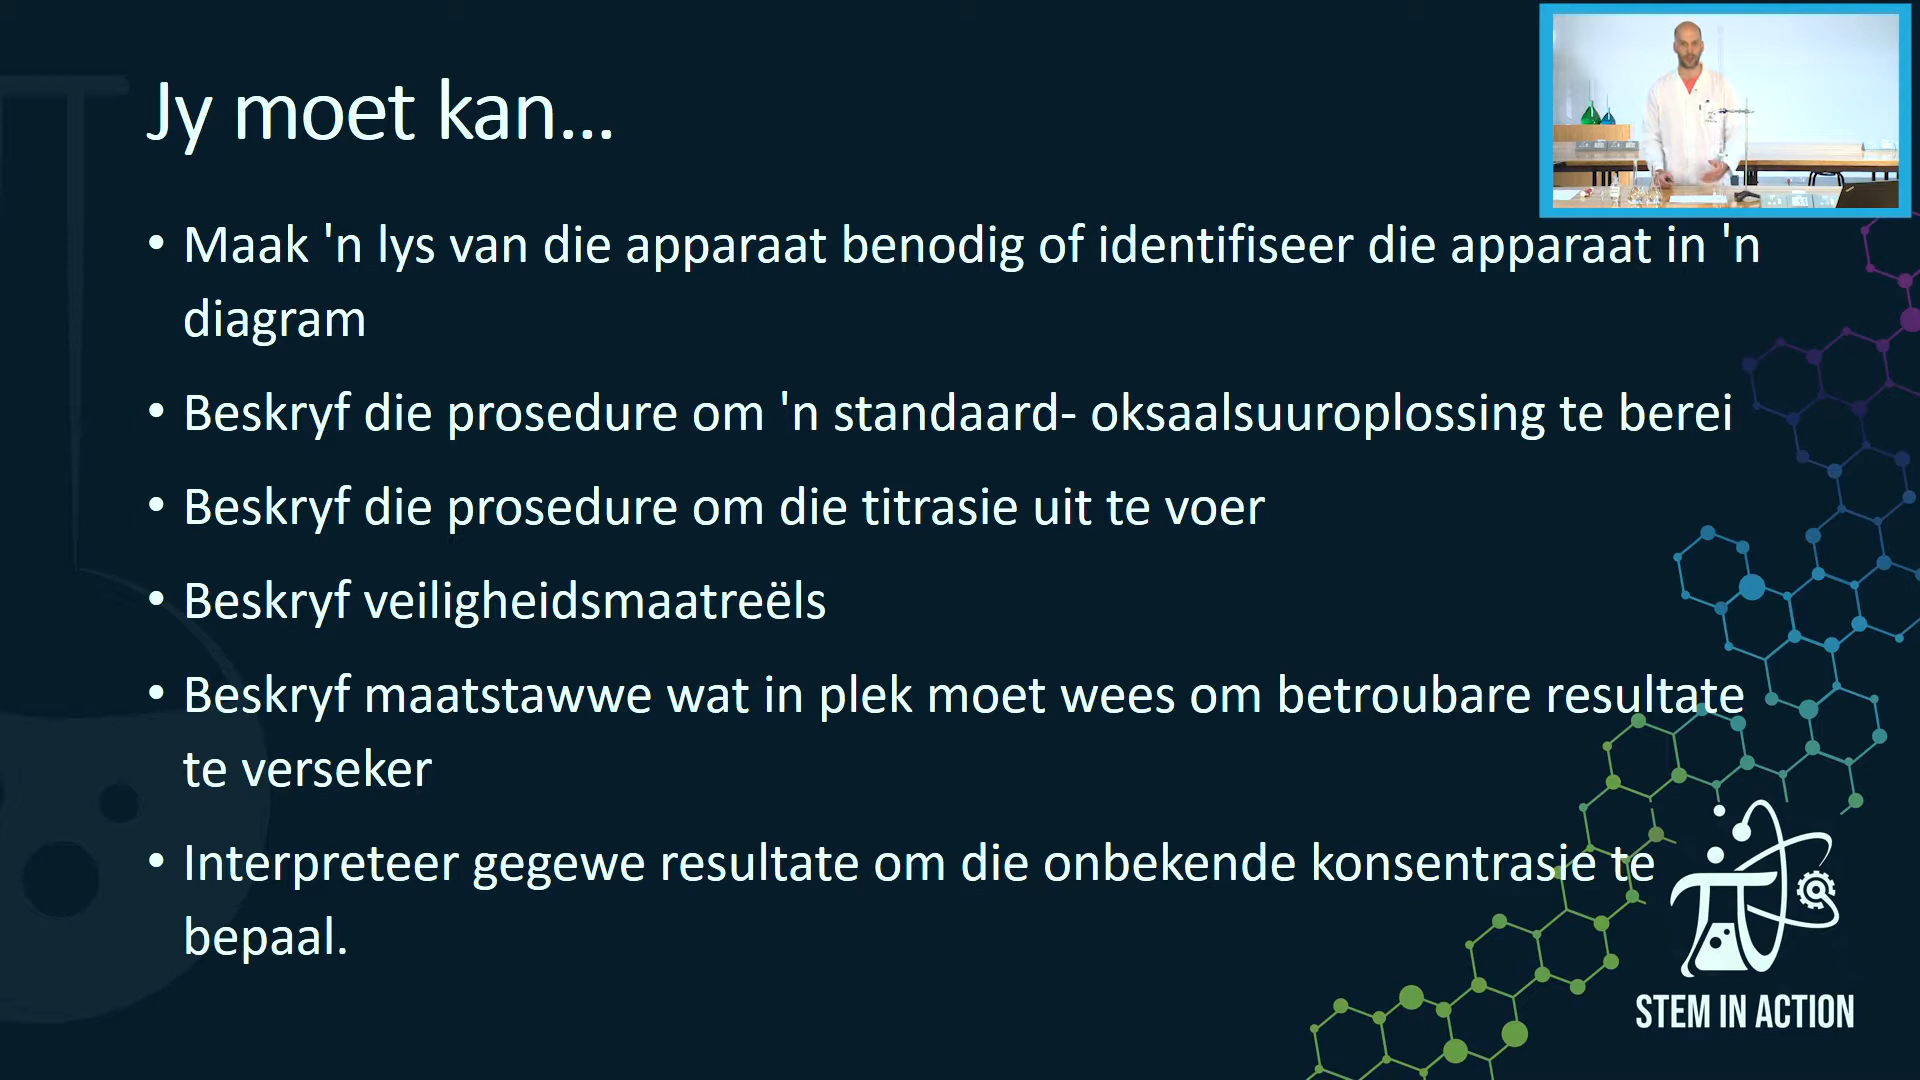 Jy moet kan...
• Maak 'n lys van die apparaat benodig of identifiseer die apparaat in 'n
diagram
• Beskryf die prosedure om 'n standaard- oksaalsuuroplossing te berei
• Beskryf die prosedure om die titrasie uit te voer
• Beskryf veiligheidsmaatreëls
• Beskryf maatstawwe wat in plek moet wees om betroubare resultate
te verseker
• Interpreteer gegewe resultate om die onbekende konsentrasie te
bepaal.
STEM IN ACTION